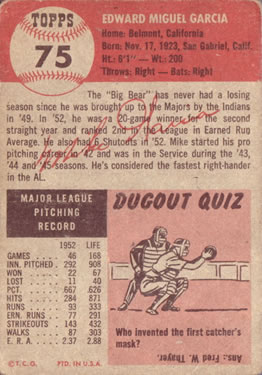 TOPPS
75
EDWARD MIGUEL GARCIA
Home: Belmont, California
Born: Nov. 17, 1923, San Gabriel, Calif.
Ht.: 6'1" — Wt.: 200
Throws: Right — Bats: Right
The "Big Bear" has never had a losing
season since he was brought up to the Majors by the Indians
in '49. In '52, he was a 20-game winner for the second
straight year and ranked 2nd in the League in Earned Rug
Average. He also had 6 Shutouts in '52. Mike started his pro
pitching career in '42 and was in the Service during the '43,
'44 and '45 seasons. He's considered the fastest right-hander
in the AL.
MAJOR LEAGUE
PITCHING
RECORD
1952 LIFE
GAMES 46 168
INN. PITCHED 292 908
WON 22 67
LOST 11 40
PCT .667 .626
HITS 284 871
RUNS 93 329
ERN. RUNS 77 291
STRIKEOUTS 143 432
WALKS 87 303
E. R. A. 2.37 2.88
DUGOUT QUIZ
Who invented the first catcher's
mask?
Ans: Fred W. Thayer.
© T.C.G. PTD. IN U.S.A.